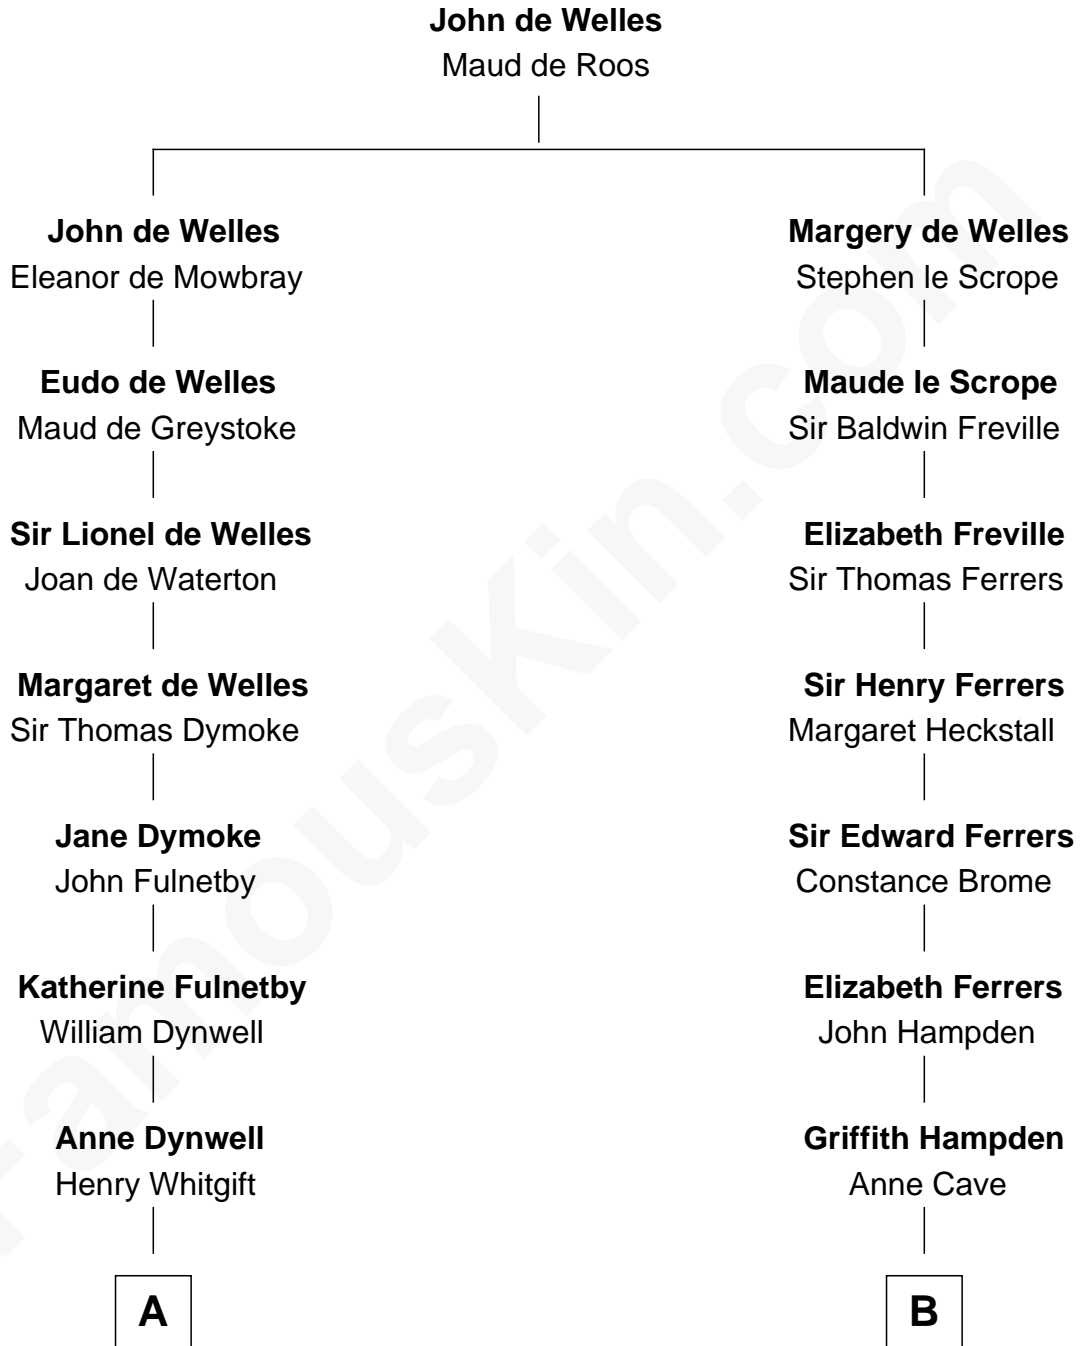 John de Welles
Maud de Roos
John de Welles
Eleanor de Mowbray
Margery de Welles
Stephen le Scrope
Eudo de Welles
Maud de Greystoke
Maude le Scrope
Sir Baldwin Freville
Sir Lionel de Welles
Joan de Waterton
Elizabeth Freville
Sir Thomas Ferrers
Margaret de Welles
Sir Thomas Dymoke
Sir Henry Ferrers
Margaret Heckstall
Jane Dymoke
John Fulnetby
Sir Edward Ferrers
Constance Brome
Katherine Fulnetby
William Dynwell
Elizabeth Ferrers
John Hampden
Anne Dynwell
Henry Whitgift
Griffith Hampden
Anne Cave
A
B
FamousKin.com